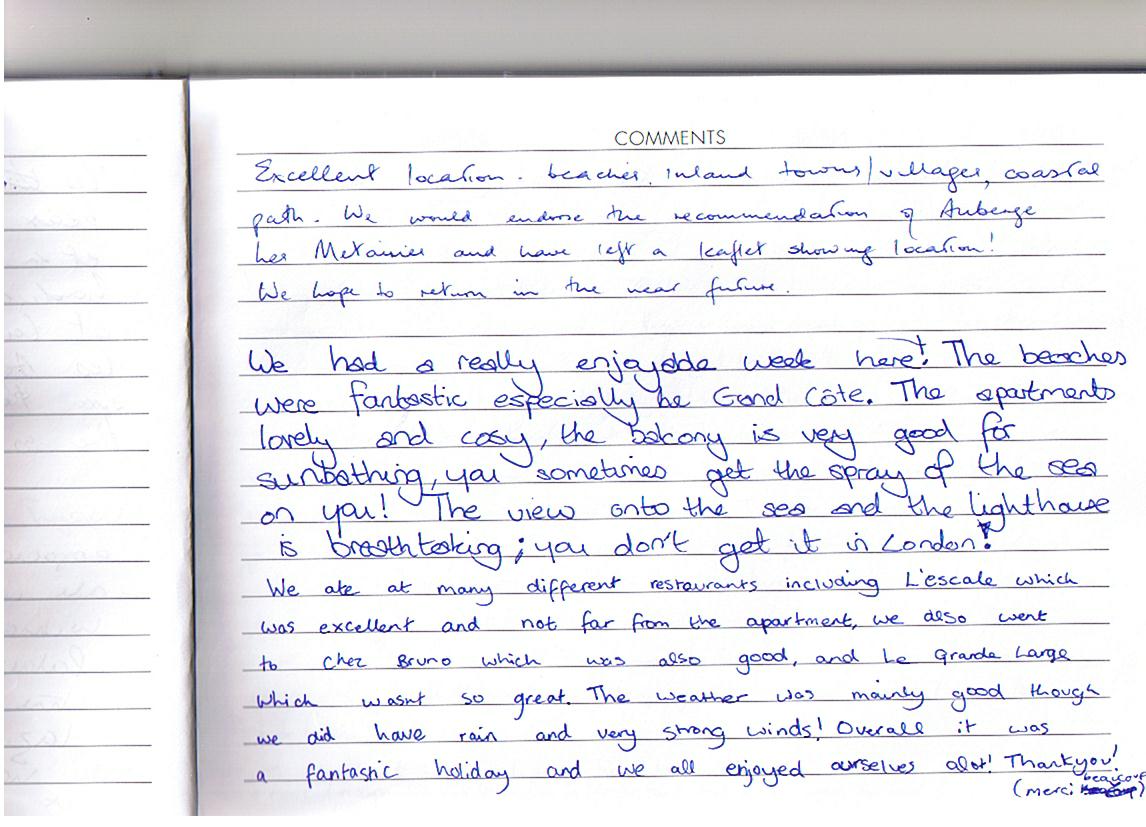 COMMENTS
Excellent location. beaches, inland towns/villages, coastal
path. We would endorse the recommendation of Auberge
Les Metairies and have left a leaflet showing location!
We hope to return in the near future.
We had a really enjoyable week here! The beaches
were fantastic especially be Grand Côte. The apartments
lovely and cosy, the balcony is very good for
sunbathing, you sometimes get the spray of the sea
on you! The view onto the sea and the lighthouse
is breathtaking; you don't get it in London!
We ate at many different restaurants including L'escale which
was excellent and not far from the apartment, we also went
to Chez Bruno which was also good, and Le Grande Large
which wasnt so great. The weather was mainly good though
we did have rain and very strong winds! Overall it was
a fantastic holiday and we all enjoyed ourselves alot! Thankyou!
(merci beaucoup)